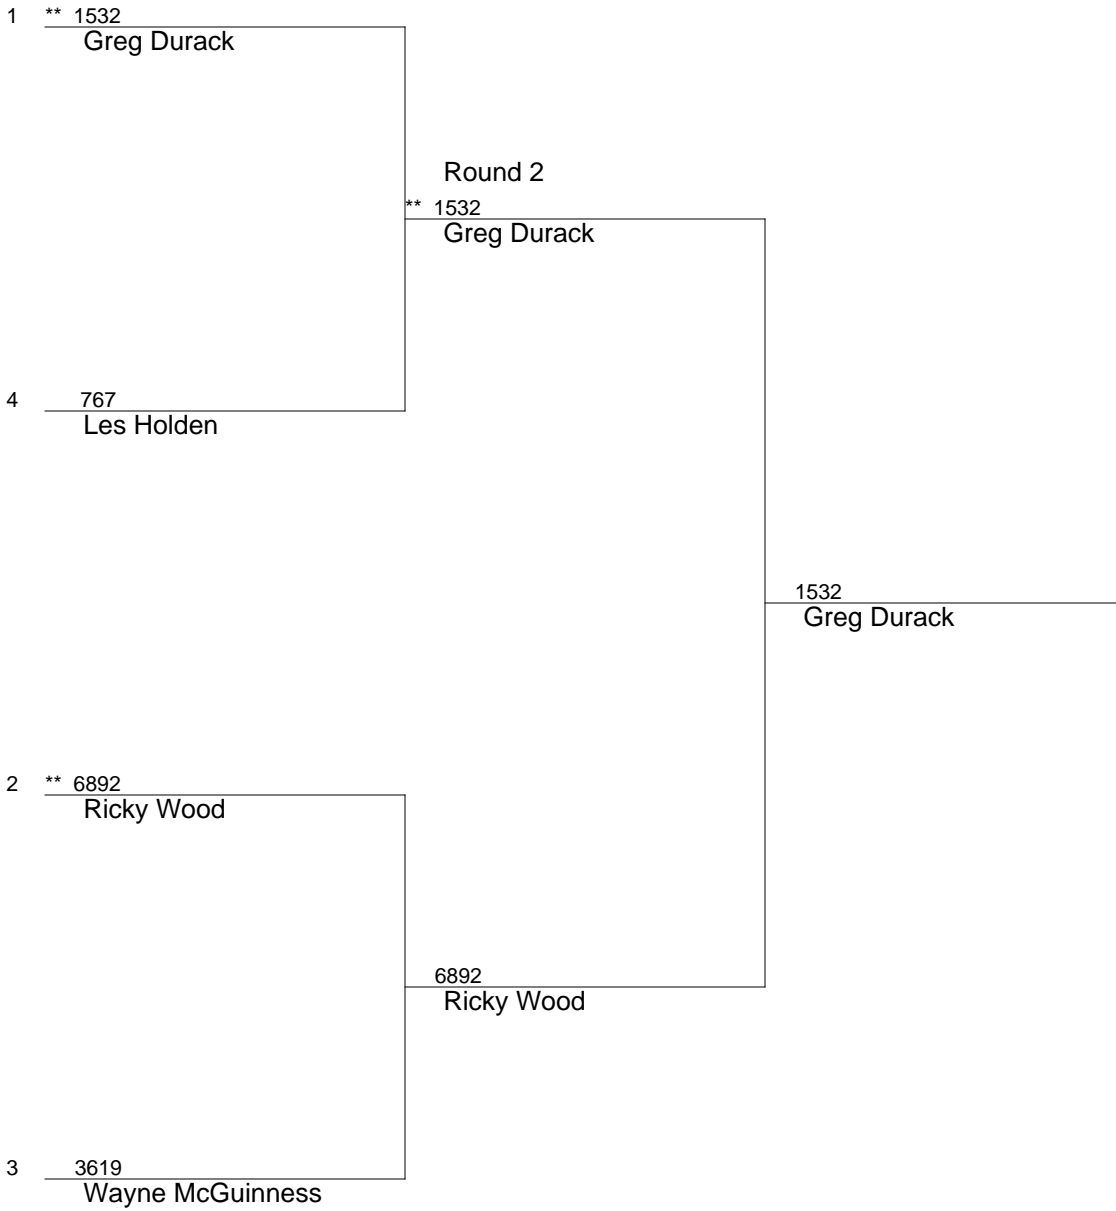 1 ** 1532
Greg Durack
Round 2
** 1532
Greg Durack
4 767
Les Holden
1532
Greg Durack
2 ** 6892
Ricky Wood
6892
Ricky Wood
3 3619
Wayne McGuinness